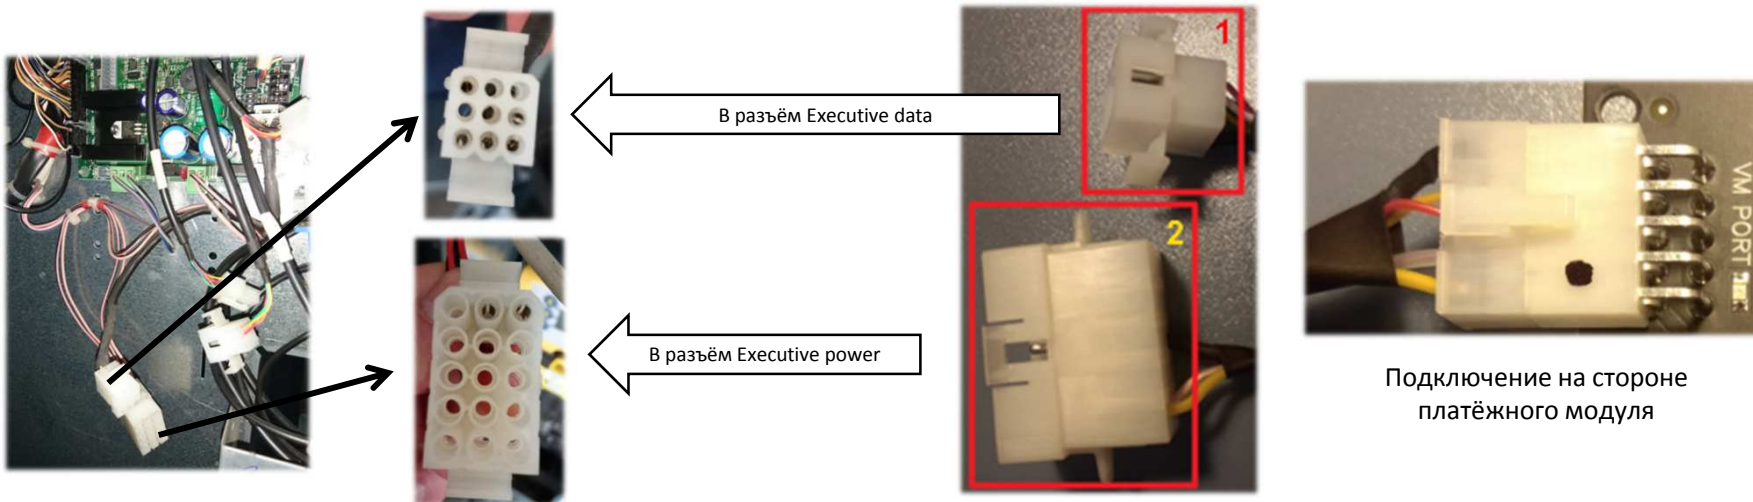 В разъём Executive data
1
2
VM PORT
В разъём Executive power
Подключение на стороне
платёжного модуля